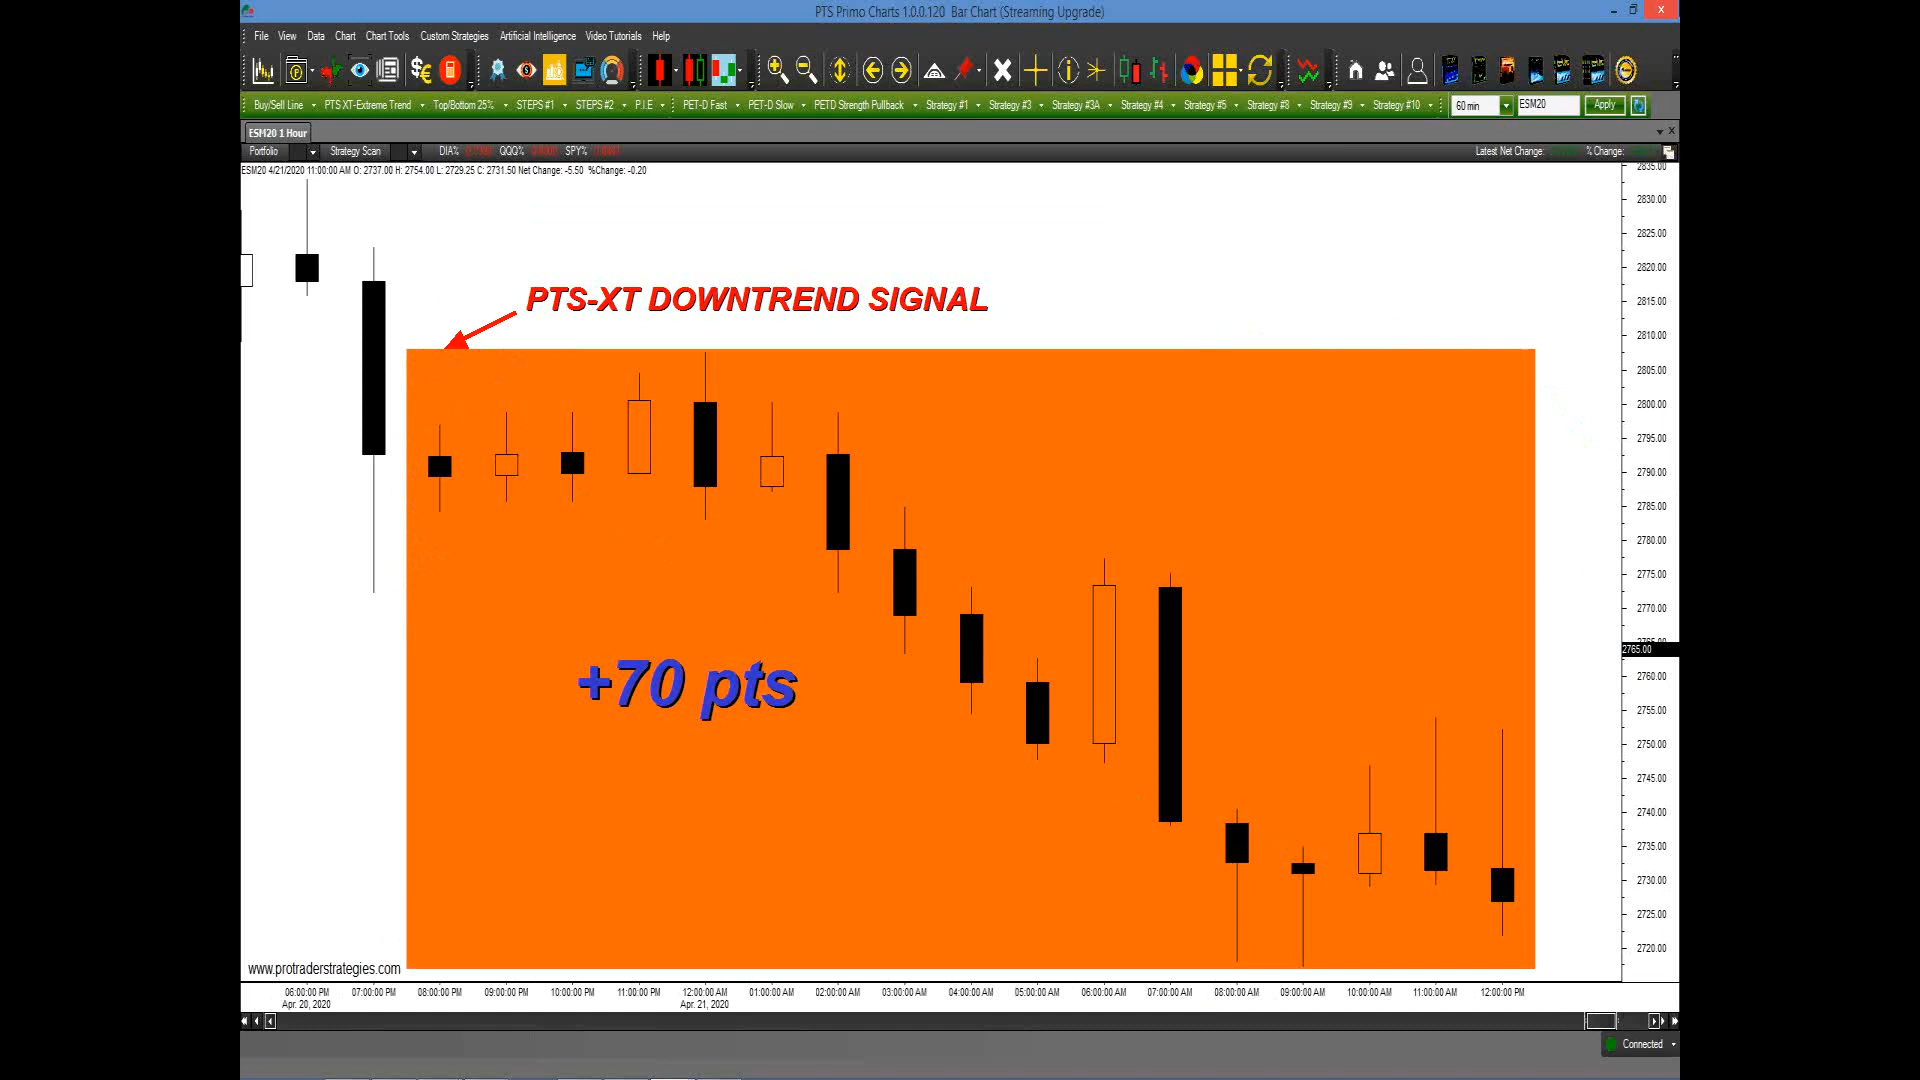 PTS Primo Charts 1.0.0.120 Bar Chart (Streaming Upgrade)
File View Data Chart Chart Tools Custom Strategies Artificial Intelligence Video Tutorials Help
Buy/Sell Line PTS XT-Extreme Trend Top/Bottom 25% STEPS #1 STEPS #2 P.I.E PET-D Fast PET-D Slow PETD Strength Pullback Strategy #1 Strategy #3 Strategy #3A Strategy #4 Strategy #5 Strategy #8 Strategy #9 Strategy #10 60 min ESM20 Apply
ESM20 1 Hour
Portfolio Strategy Scan DIA% QQQ% SPY% Latest Net Change: % Change:
ESM20 4/21/2020 11:00:00 AM O: 2737.00 H: 2754.00 L: 2729.25 C: 2731.50 Net Change: -5.50 %Change: -0.20
PTS-XT DOWNTREND SIGNAL
+70 pts
2835.00
2830.00
2825.00
2820.00
2815.00
2810.00
2805.00
2800.00
2795.00
2790.00
2785.00
2780.00
2775.00
2770.00
2765.00
2765.00
2760.00
2755.00
2750.00
2745.00
2740.00
2735.00
2730.00
2725.00
2720.00
www.protraderstrategies.com
06:00:00 PM 07:00:00 PM 08:00:00 PM 09:00:00 PM 10:00:00 PM 11:00:00 PM 12:00:00 AM 01:00:00 AM 02:00:00 AM 03:00:00 AM 04:00:00 AM 05:00:00 AM 06:00:00 AM 07:00:00 AM 08:00:00 AM 09:00:00 AM 10:00:00 AM 11:00:00 AM 12:00:00 PM
Apr. 20, 2020 Apr. 21, 2020
Connected